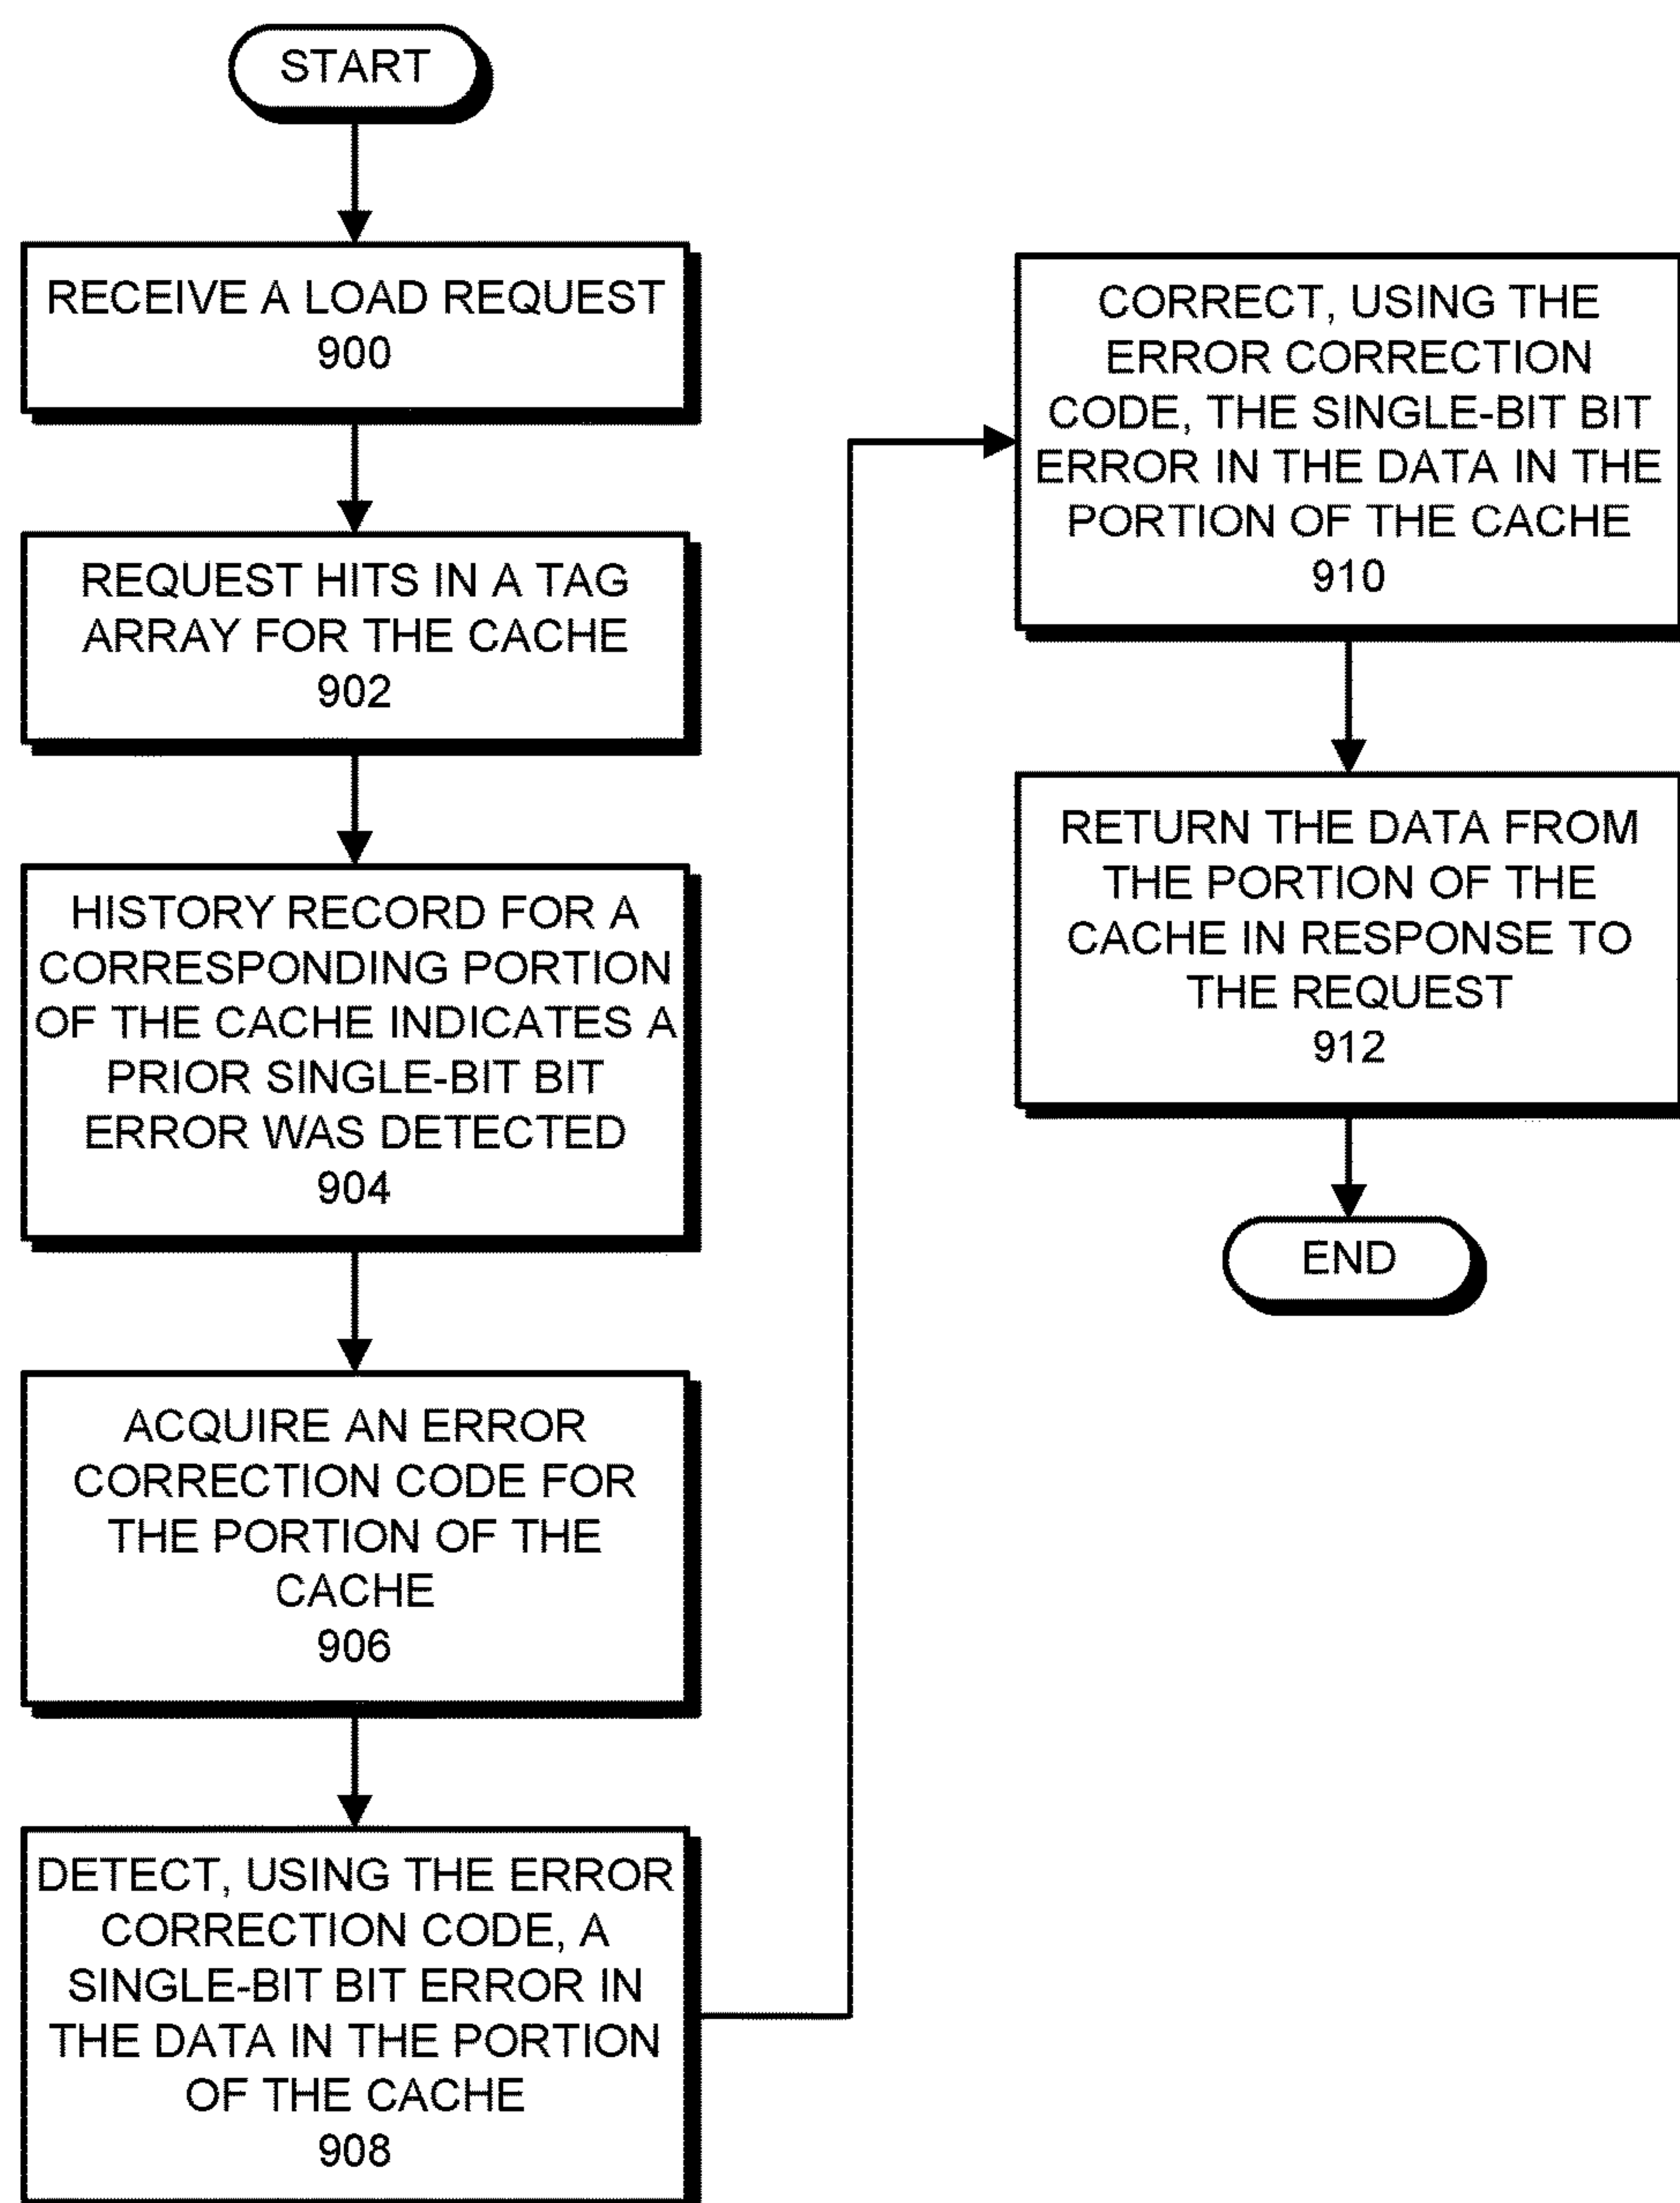 START
RECEIVE A LOAD REQUEST
900
REQUEST HITS IN A TAG
ARRAY FOR THE CACHE
902
HISTORY RECORD FOR A
CORRESPONDING PORTION
OF THE CACHE INDICATES A
PRIOR SINGLE-BIT BIT
ERROR WAS DETECTED
904
ACQUIRE AN ERROR
CORRECTION CODE FOR
THE PORTION OF THE
CACHE
906
DETECT, USING THE ERROR
CORRECTION CODE, A
SINGLE-BIT BIT ERROR IN
THE DATA IN THE PORTION
OF THE CACHE
908
CORRECT, USING THE
ERROR CORRECTION
CODE, THE SINGLE-BIT BIT
ERROR IN THE DATA IN THE
PORTION OF THE CACHE
910
RETURN THE DATA FROM
THE PORTION OF THE
CACHE IN RESPONSE TO
THE REQUEST
912
END